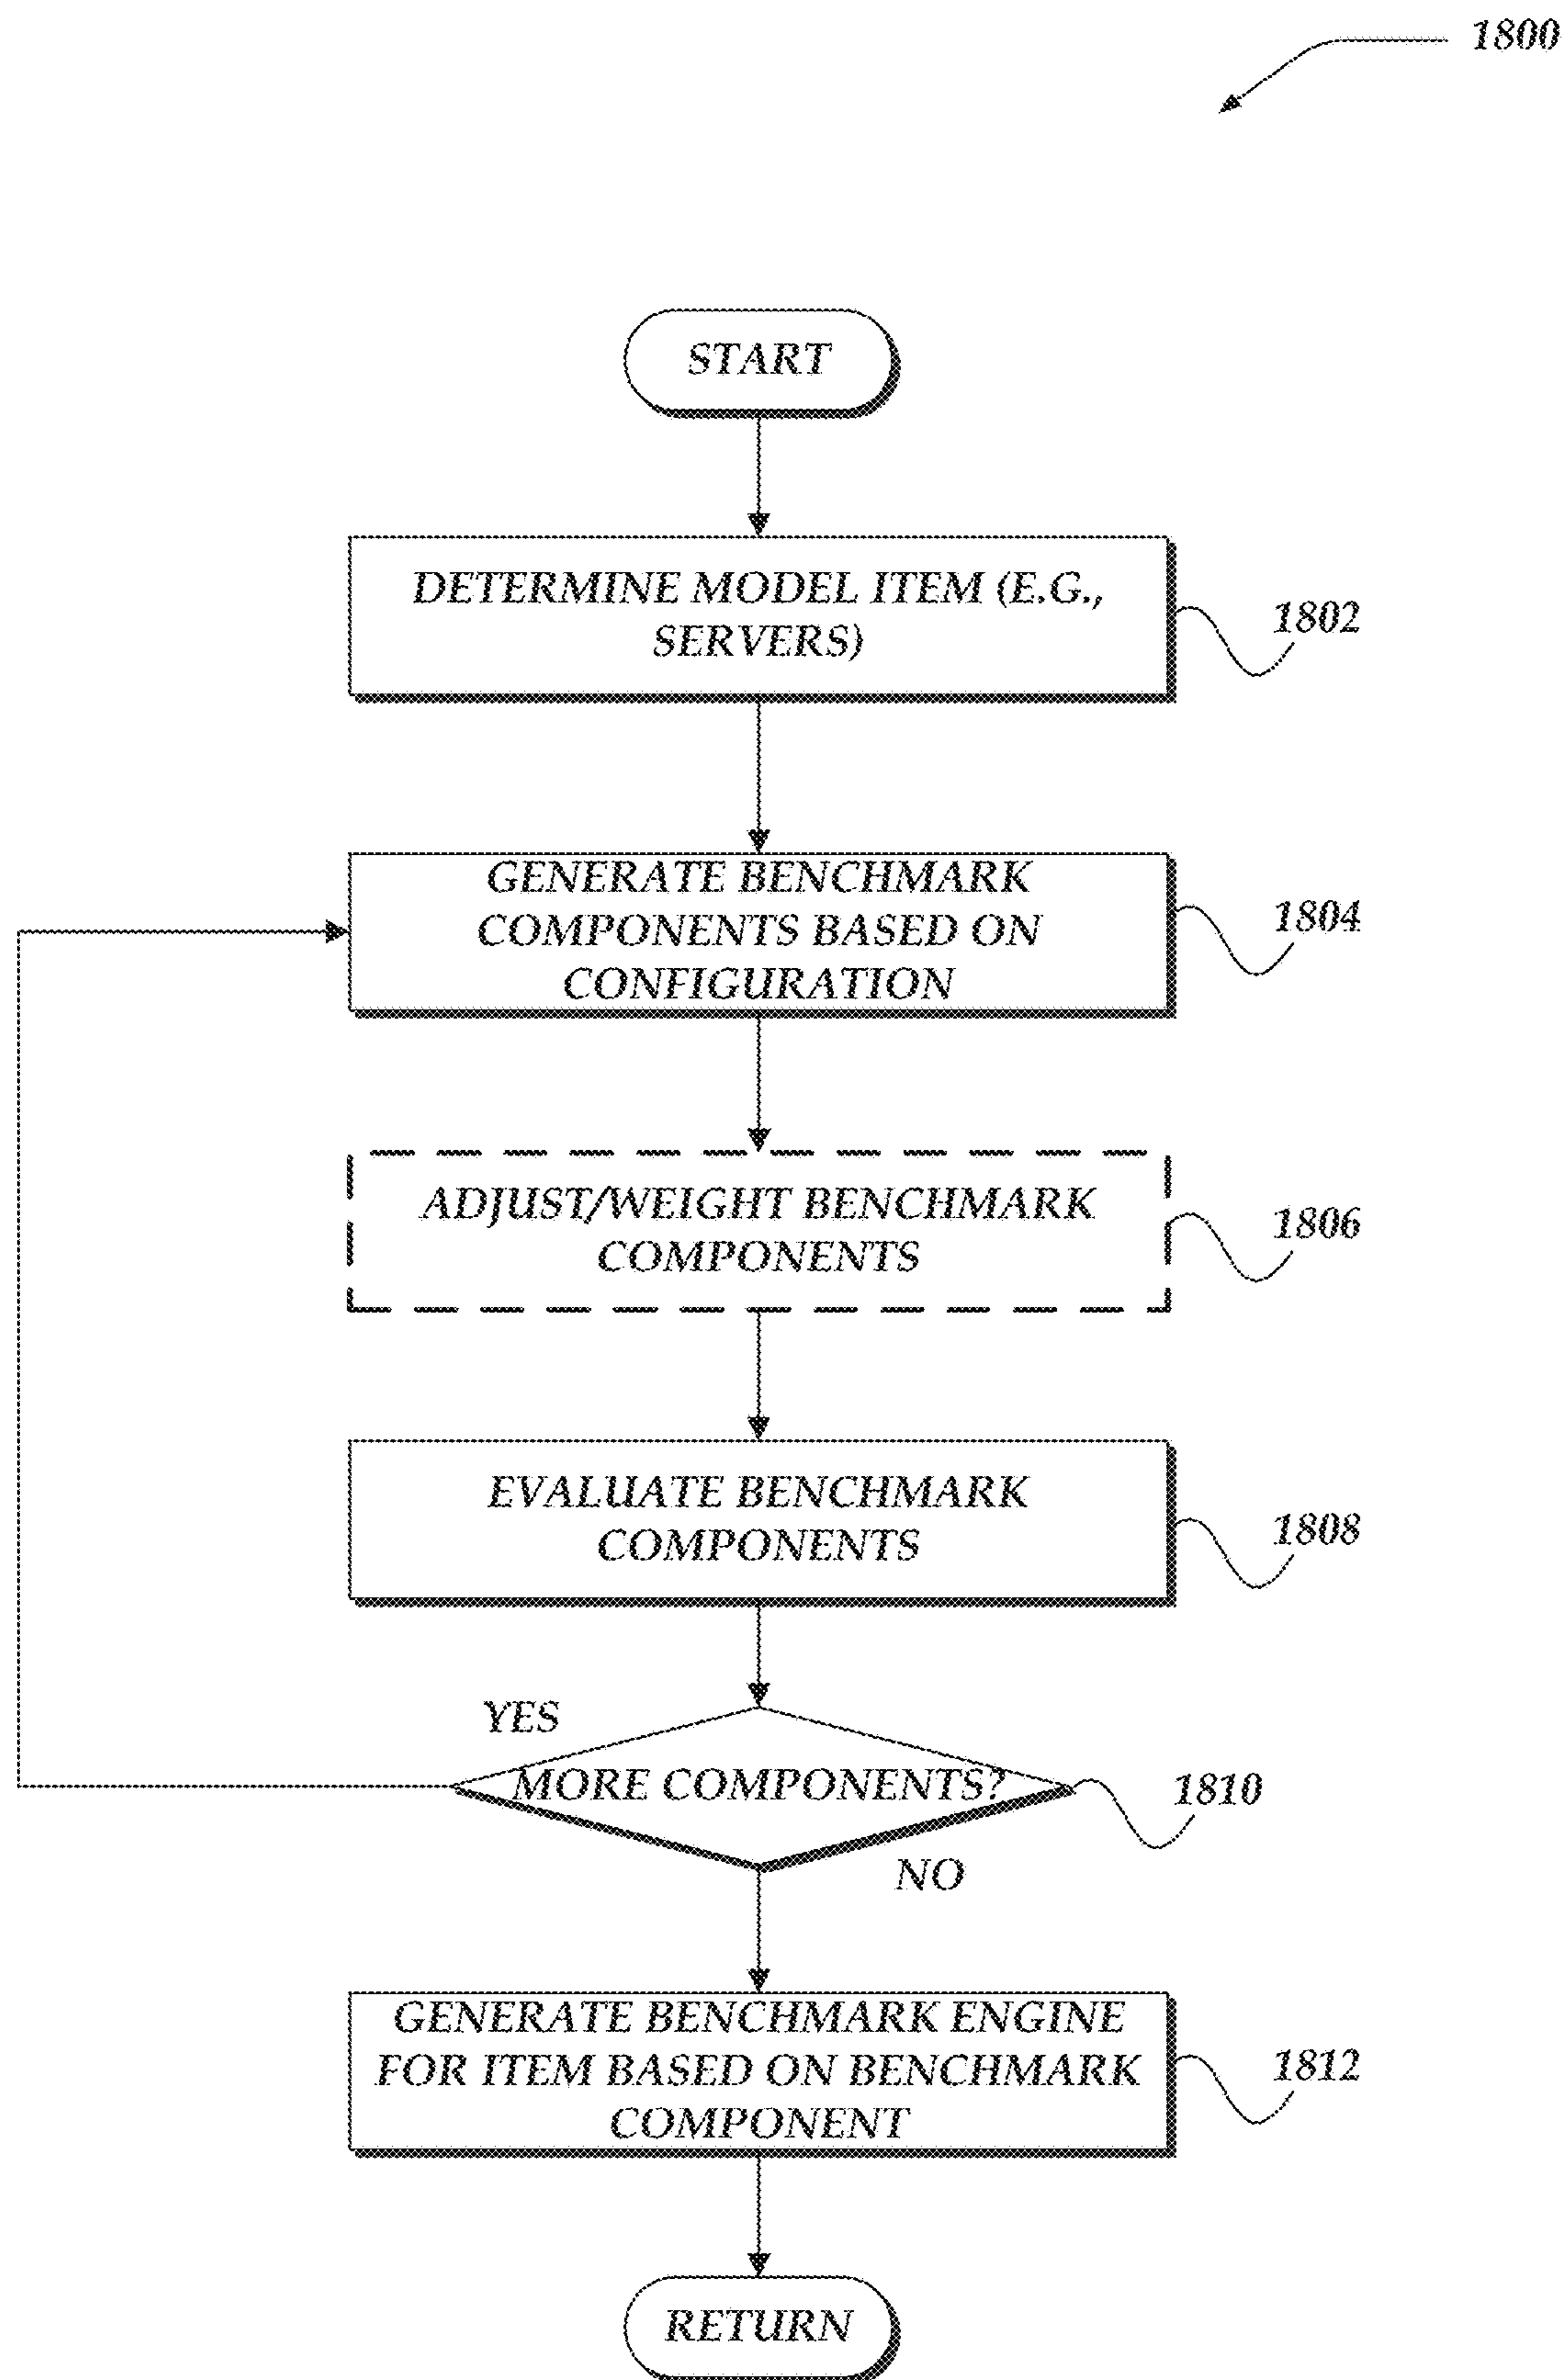 1800
START
DETERMINE MODEL ITEM (E.G.,
SERVERS)
1802
GENERATE BENCHMARK
COMPONENTS BASED ON
CONFIGURATION
1804
ADJUST/WEIGHT BENCHMARK
COMPONENTS
1806
EVALUATE BENCHMARK
COMPONENTS
1808
YES
MORE COMPONENTS?
1810
NO
GENERATE BENCHMARK ENGINE
FOR ITEM BASED ON BENCHMARK
COMPONENT
1812
RETURN